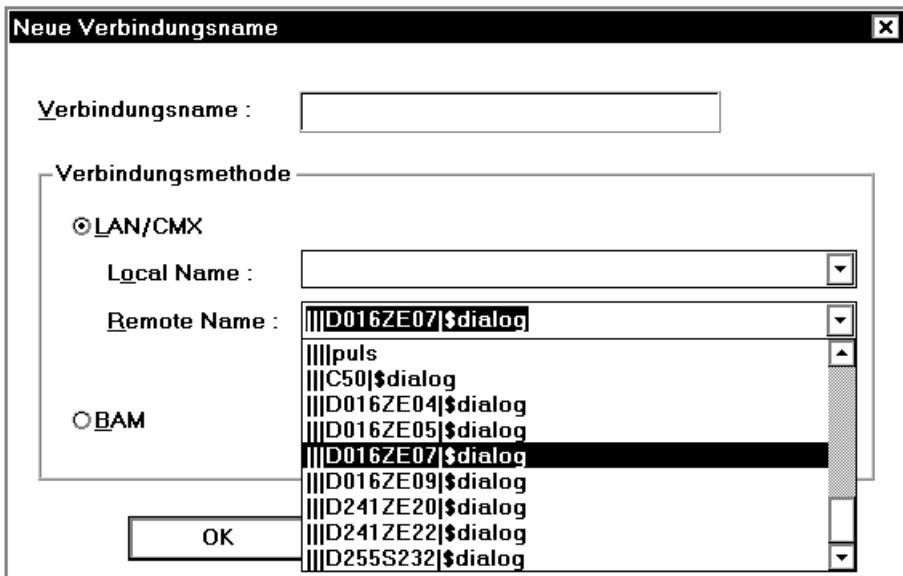 Neue Verbindungsname
Verbindungsname :
Verbindungsmethode
LAN/CMX
Local Name :
Remote Name : |||D016ZE07|$dialog
||||puls
|||C50|$dialog
|||D016ZE04|$dialog
|||D016ZE05|$dialog
BAM
|||D016ZE07|$dialog
|||D016ZE09|$dialog
|||D241ZE20|$dialog
|||D241ZE22|$dialog
|||D255S232|$dialog
OK